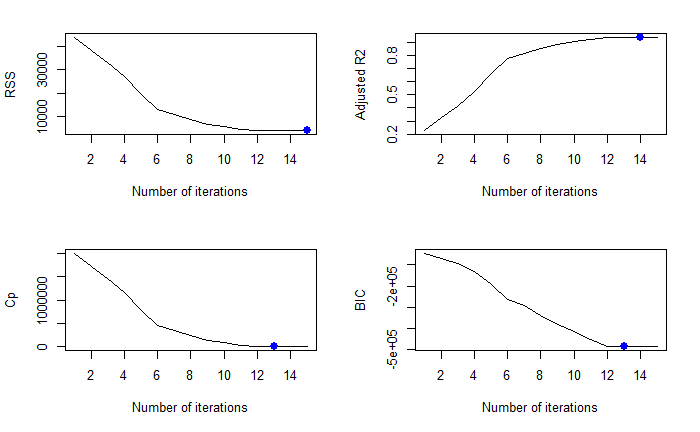 RSS
10000 30000
2 4 6 8 10 12 14
Number of iterations
Adjusted R2
0.2 0.5 0.8
2 4 6 8 10 12 14
Number of iterations
Cp
0 1000000
2 4 6 8 10 12 14
Number of iterations
BIC
-5e+05 -2e+05
2 4 6 8 10 12 14
Number of iterations